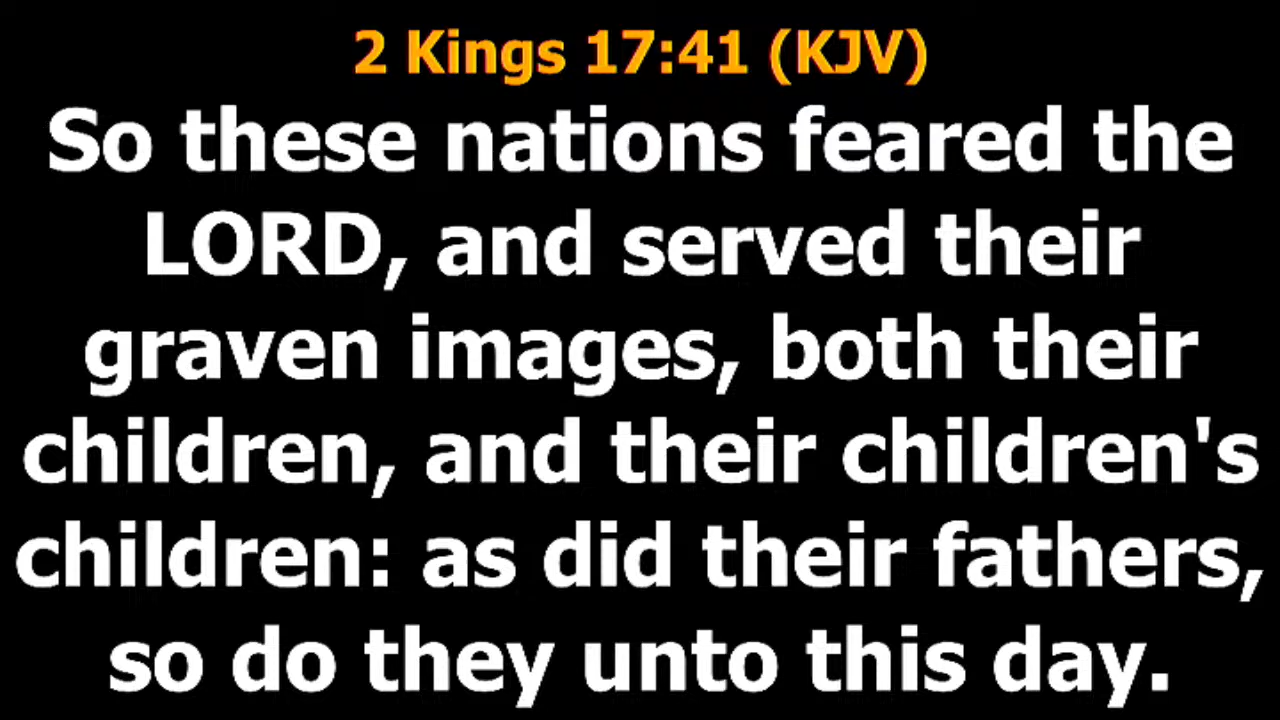 2 Kings 17:41 (KJV)
So these nations feared the
LORD, and served their
graven images, both their
children, and their children's
children: as did their fathers,
so do they unto this day.